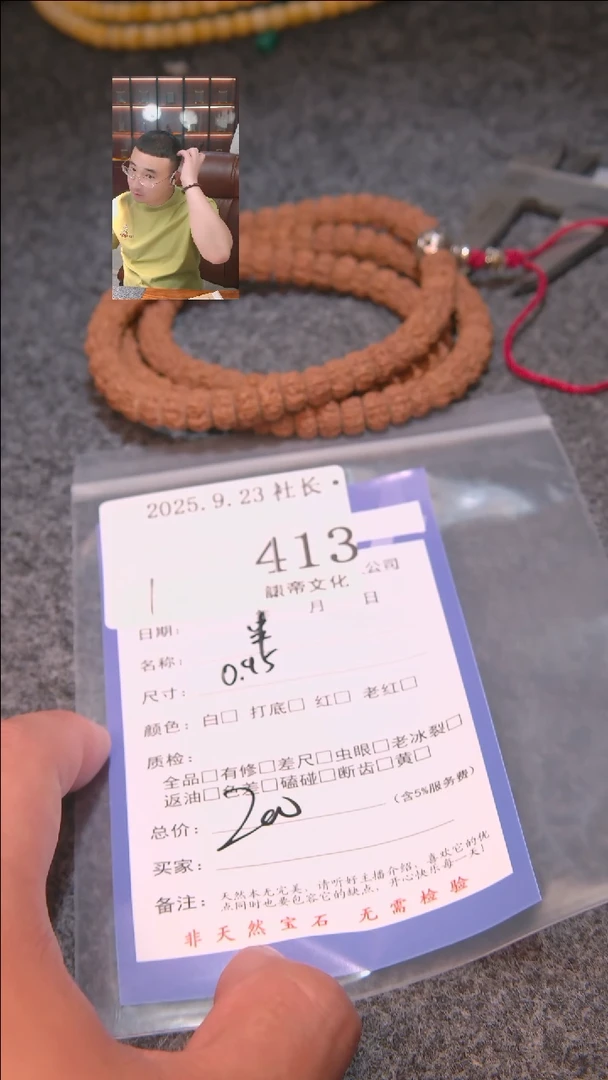 2025.9.23 社长
413
公司
帝文化
日期: 月 日
名称: 半
尺寸: 0.95
颜色: 白□ 打底□ 红□ 老红□
质检:
全品□有修□差尺□虫眼□老冰裂□
返油□色差□磕碰□断齿□黄□
总价: 200 (含5%服务费)
买家:
备注: 天然本无完美,请听好主播介绍,喜欢它的优
点同时也要包容它的缺点,开心快乐每一天!
非天然宝石 无需检验